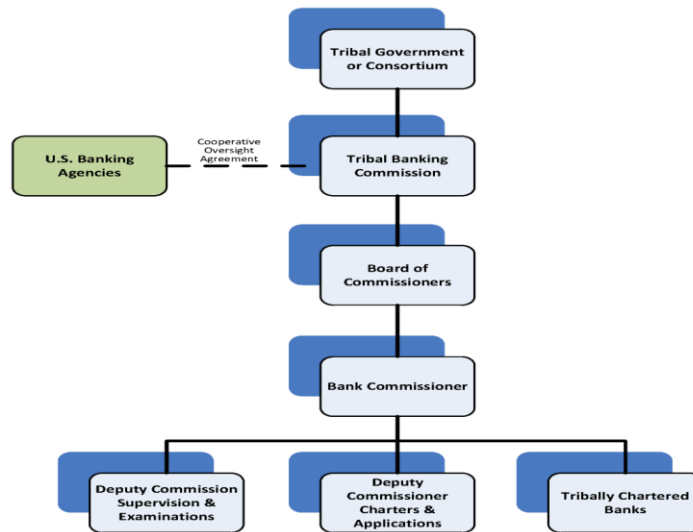 Tribal Government
or Consortium
Cooperative
Oversight
Agreement
U.S. Banking
Agencies
Tribal Banking
Commission
Board of
Commissioners
Bank Commissioner
Deputy Commission
Supervision &
Examinations
Deputy
Commissioner
Charters &
Applications
Tribally Chartered
Banks